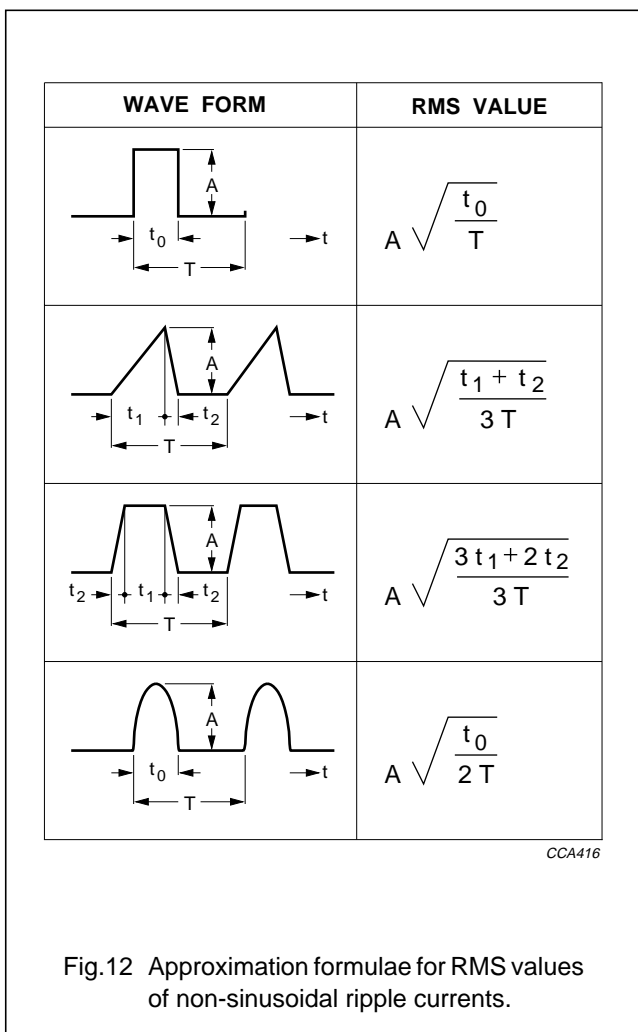 WAVE FORM RMS VALUE
A
t0
t
T
A √ t0 / T
A
t1 t2
t
T
A √ t1 + t2 / 3 T
A
t2 t1 t2
t
T
A √ 3 t1 + 2 t2 / 3 T
A
t0
t
T
A √ t0 / 2 T
CCA416
Fig.12 Approximation formulae for RMS values
of non-sinusoidal ripple currents.